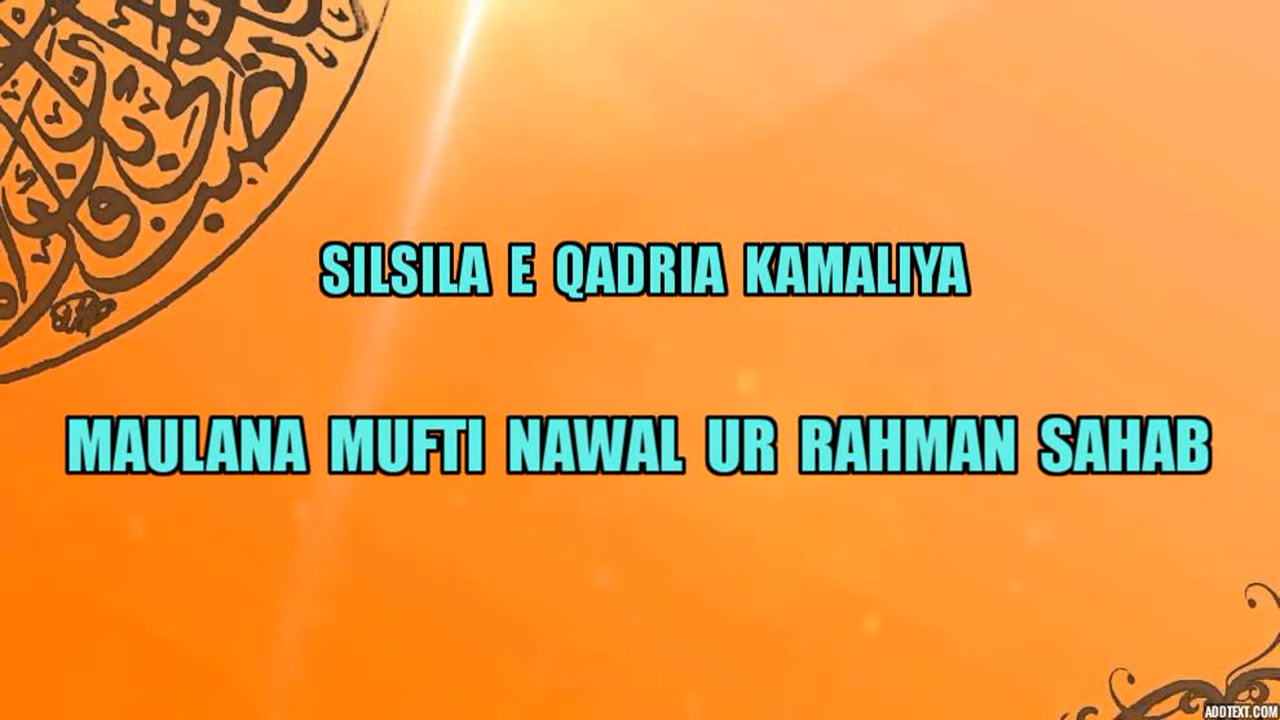 SILSILA E QADRIA KAMALIYA
MAULANA MUFTI NAWAL UR RAHMAN SAHAB
ADDTEXT.COM